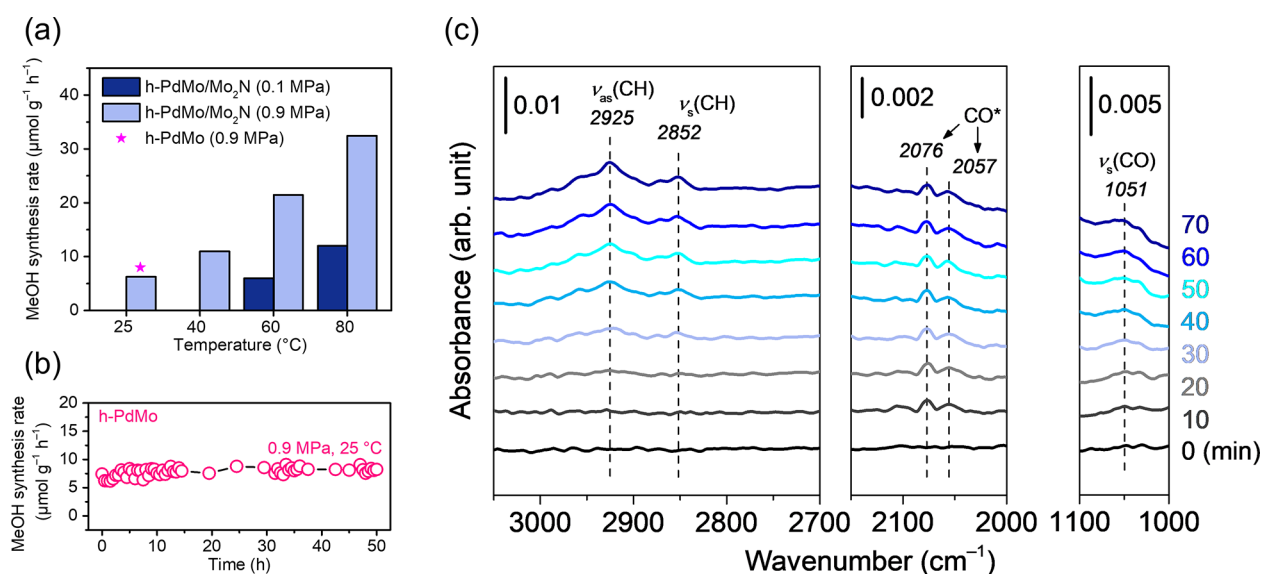 (a)
MeOH synthesis rate (μmol g⁻¹ h⁻¹)
40
30
20
10
0
h-PdMo/Mo₂N (0.1 MPa)
h-PdMo/Mo₂N (0.9 MPa)
★ h-PdMo (0.9 MPa)
25 40 60 80
Temperature (°C)
(b)
MeOH synthesis rate
(μmol g⁻¹ h⁻¹)
20
15
10
5
0
h-PdMo
0.9 MPa, 25 °C
0 10 20 30 40 50
Time (h)
(c)
Absorbance (arb. unit)
0.01
νas(CH)
2925
νs(CH)
2852
0.002
CO*
2076
2057
0.005
νs(CO)
1051
70
60
50
40
30
20
10
0 (min)
3000 2900 2800 2700
2100 2000
1100 1000
Wavenumber (cm⁻¹)